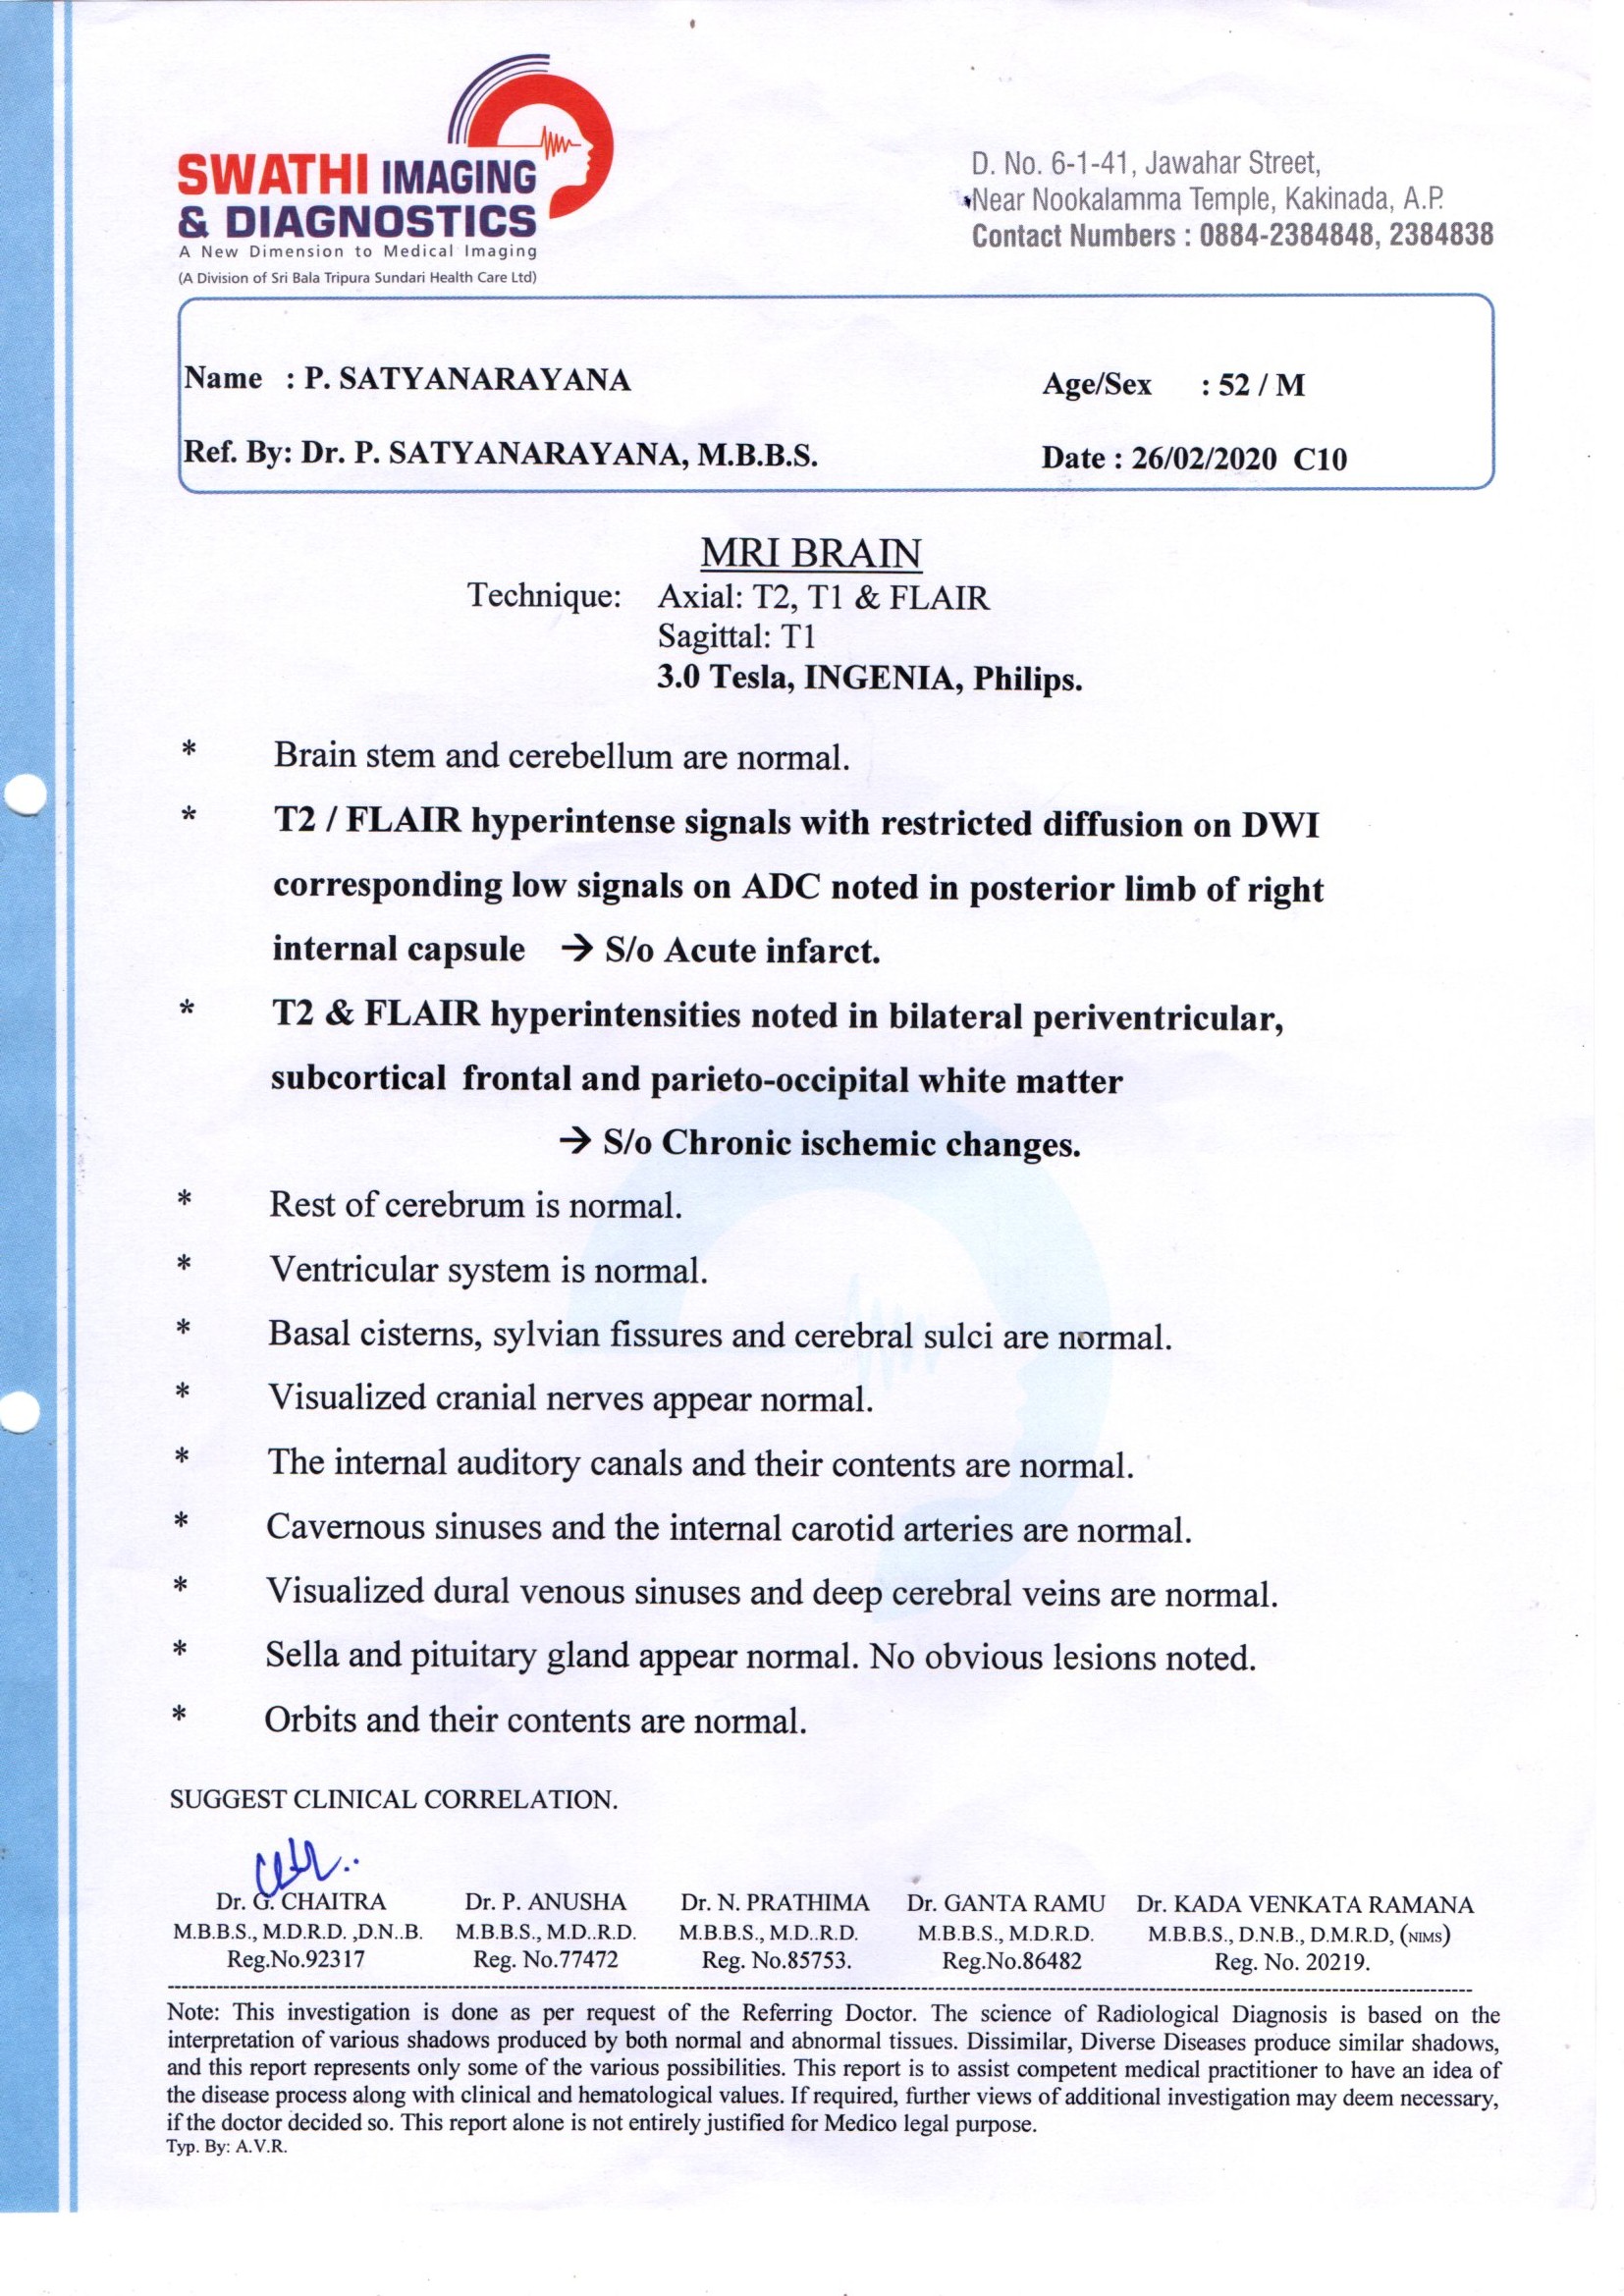 SWATHI IMAGING
& DIAGNOSTICS
A New Dimension to Medical Imaging
(A Division of Sri Bala Tripura Sundari Health Care Ltd)
D. No. 6-1-41, Jawahar Street,
Near Nookalamma Temple, Kakinada, A.P.
Contact Numbers : 0884-2384848, 2384838
Name : P. SATYANARAYANA
Age/Sex : 52 / M
Ref. By: Dr. P. SATYANARAYANA, M.B.B.S.
Date : 26/02/2020 C10
MRI BRAIN
Technique: Axial: T2, T1 & FLAIR
Sagittal: T1
3.0 Tesla, INGENIA, Philips.
* Brain stem and cerebellum are normal.
* T2 / FLAIR hyperintense signals with restricted diffusion on DWI
corresponding low signals on ADC noted in posterior limb of right
internal capsule → S/o Acute infarct.
* T2 & FLAIR hyperintensities noted in bilateral periventricular,
subcortical frontal and parieto-occipital white matter
→ S/o Chronic ischemic changes.
* Rest of cerebrum is normal.
* Ventricular system is normal.
* Basal cisterns, sylvian fissures and cerebral sulci are normal.
* Visualized cranial nerves appear normal.
* The internal auditory canals and their contents are normal.
* Cavernous sinuses and the internal carotid arteries are normal.
* Visualized dural venous sinuses and deep cerebral veins are normal.
* Sella and pituitary gland appear normal. No obvious lesions noted.
* Orbits and their contents are normal.
SUGGEST CLINICAL CORRELATION.
Dr. G. CHAITRA Dr. P. ANUSHA Dr. N. PRATHIMA Dr. GANTA RAMU Dr. KADA VENKATA RAMANA
M.B.B.S., M.D.R.D. ,D.N..B. M.B.B.S., M.D..R.D. M.B.B.S., M.D..R.D. M.B.B.S., M.D.R.D. M.B.B.S., D.N.B., D.M.R.D, (NIMS)
Reg.No.92317 Reg. No.77472 Reg. No.85753. Reg.No.86482 Reg. No. 20219.
Note: This investigation is done as per request of the Referring Doctor. The science of Radiological Diagnosis is based on the
interpretation of various shadows produced by both normal and abnormal tissues. Dissimilar, Diverse Diseases produce similar shadows,
and this report represents only some of the various possibilities. This report is to assist competent medical practitioner to have an idea of
the disease process along with clinical and hematological values. If required, further views of additional investigation may deem necessary,
if the doctor decided so. This report alone is not entirely justified for Medico legal purpose.
Typ. By: A.V.R.